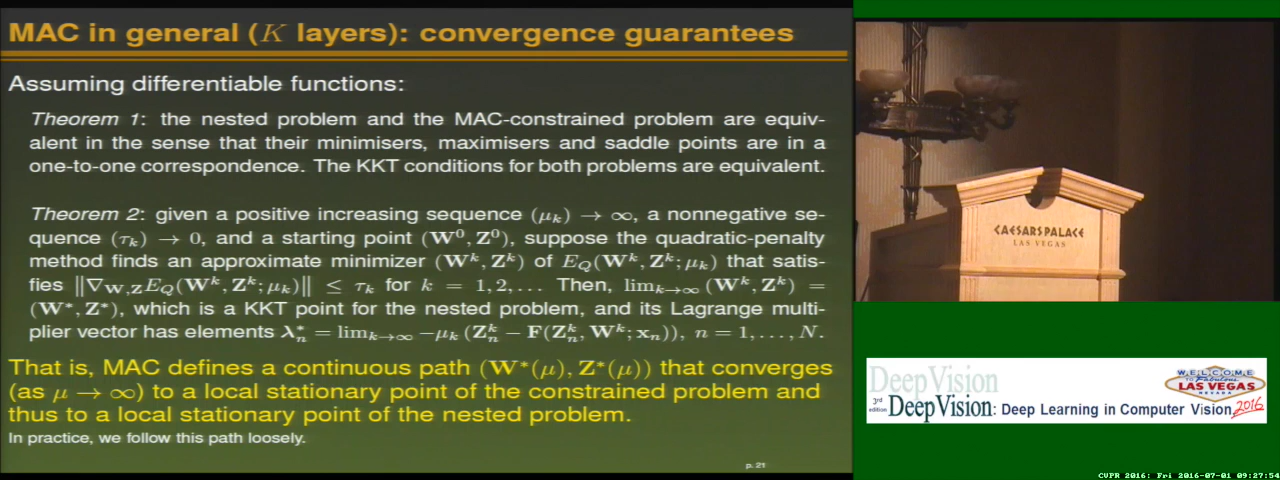 MAC in general (K layers): convergence guarantees
Assuming differentiable functions:
Theorem 1: the nested problem and the MAC-constrained problem are equiv-
alent in the sense that their minimisers, maximisers and saddle points are in a
one-to-one correspondence. The KKT conditions for both problems are equivalent.
Theorem 2: given a positive increasing sequence (μₖ) → ∞, a nonnegative se-
quence (τₖ) → 0, and a starting point (W⁰, Z⁰), suppose the quadratic-penalty
method finds an approximate minimizer (Wᵏ, Zᵏ) of E_Q(Wᵏ, Zᵏ; μₖ) that satis-
fies ‖∇_{W,Z}E_Q(Wᵏ, Zᵏ; μₖ)‖ ≤ τₖ for k = 1, 2, ... Then, lim_{k→∞}(Wᵏ, Zᵏ) =
(W*, Z*), which is a KKT point for the nested problem, and its Lagrange multi-
plier vector has elements λ*ₙ = lim_{k→∞} −μₖ (Zᵏₙ − F(Zᵏₙ, Wᵏ; xₙ)), n = 1, ..., N.
That is, MAC defines a continuous path (W*(μ), Z*(μ)) that converges
(as μ → ∞) to a local stationary point of the constrained problem and
thus to a local stationary point of the nested problem.
In practice, we follow this path loosely.
p. 21
CAESARS PALACE
LAS VEGAS
DeepVision
WELCOME
TO Fabulous
LAS VEGAS
NEVADA
3rd
edition
DeepVision: Deep Learning in Computer Vision 2016
CVPR 2016: Fri 2016-07-01 09:27:54